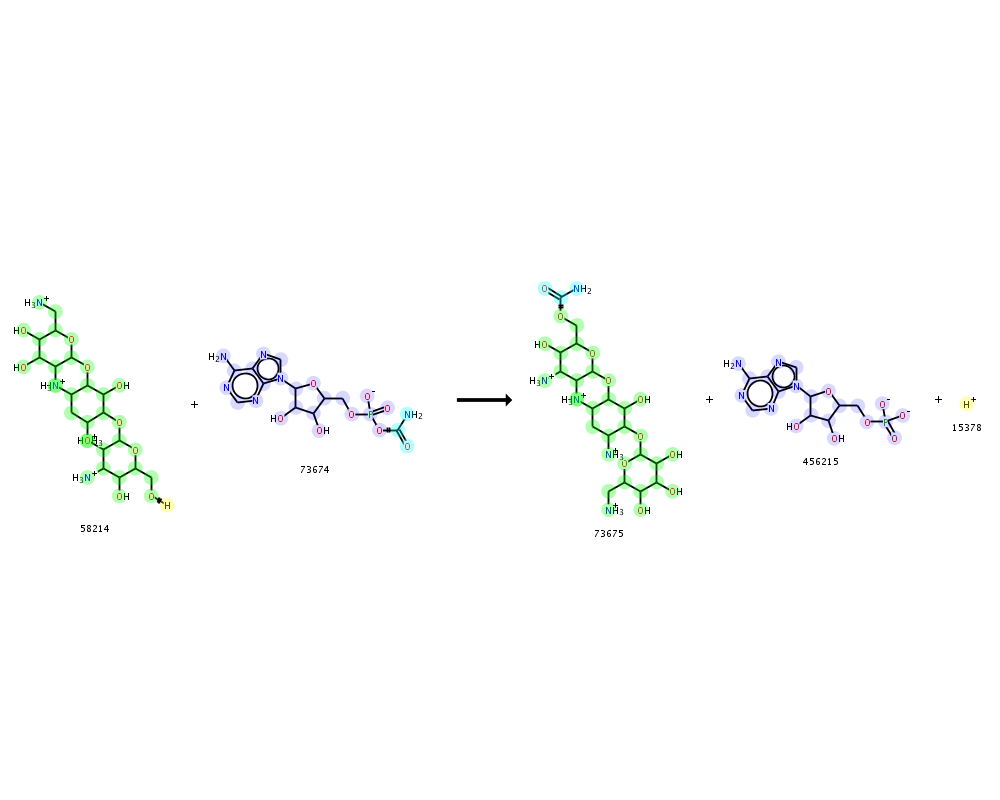 H3N+
HO O
HO O
H3N+ OH
HO H3 O
O
H3N+
OH O H
58214
+
H2N N
N N N
O
HO OH
O P O- O
O NH2
O
73674
O NH2
O
HO O
H3N+ O
H3N+ OH
O
NH3+ O OH
OH
NH3+ OH
73675
+
H2N N
N N N
O
HO OH
O P O- O-
O
456215
+
H+
15378